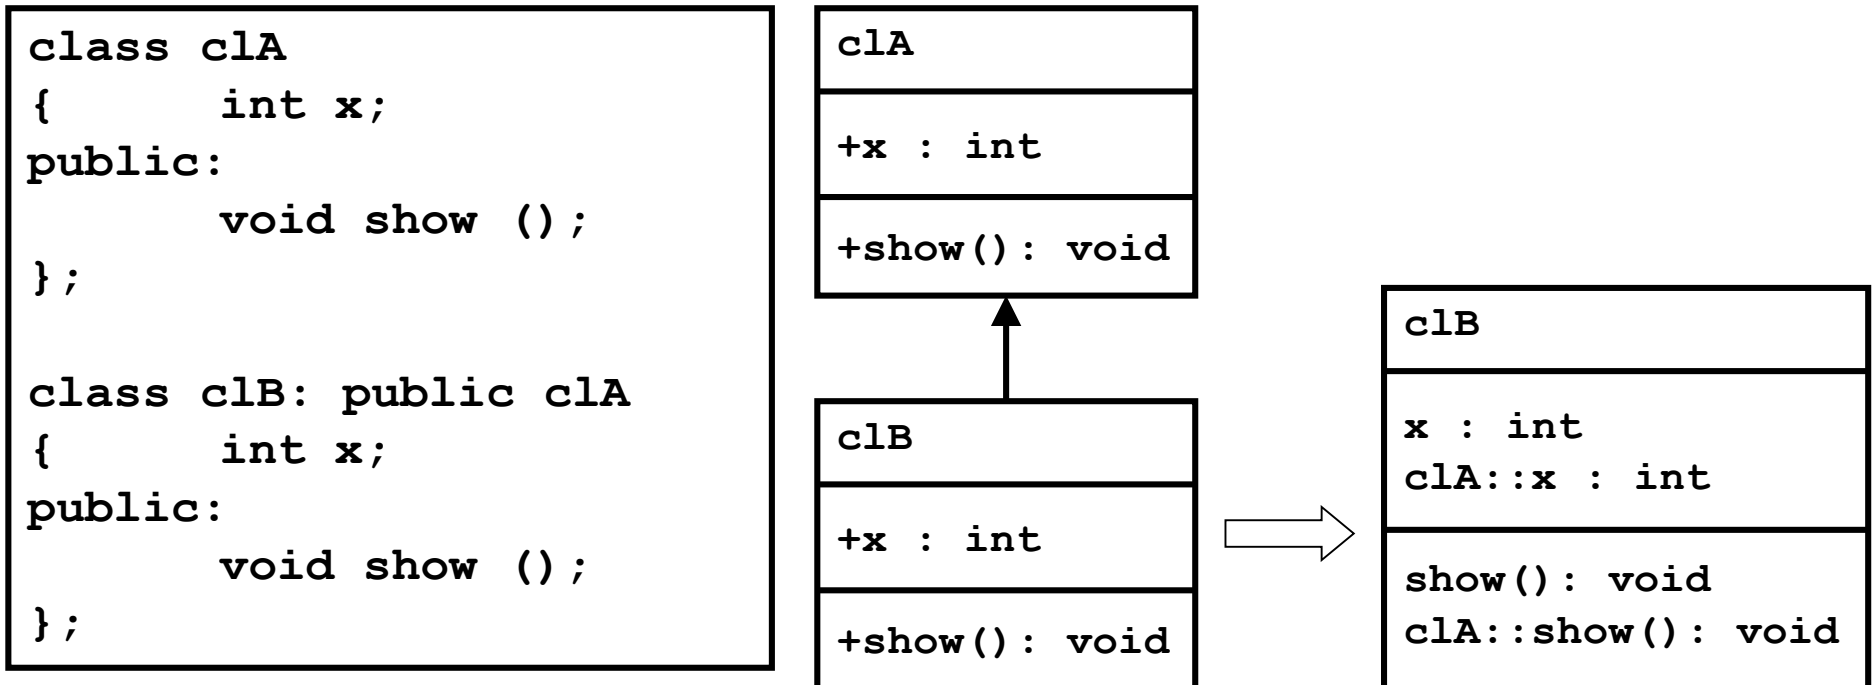 class clA
{ int x;
public:
void show ();
};
class clB: public clA
{ int x;
public:
void show ();
};
clA
+x : int
+show(): void
clB
+x : int
+show(): void
clB
x : int
clA::x : int
show(): void
clA::show(): void